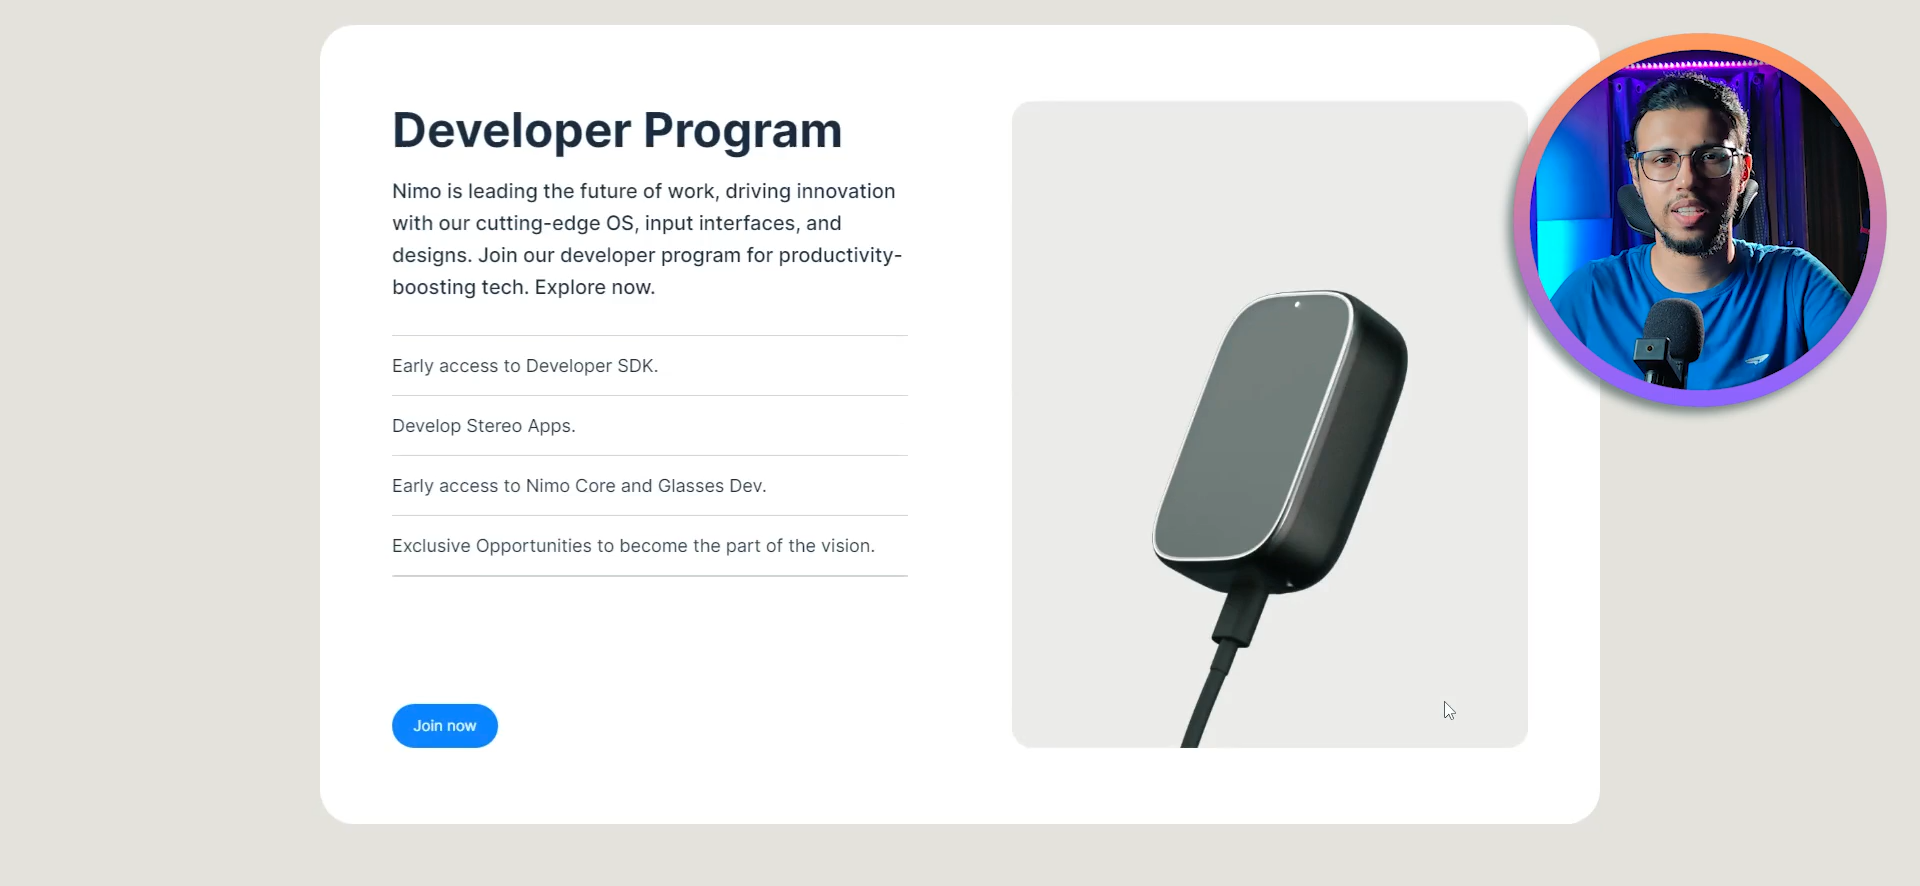 Developer Program
Nimo is leading the future of work, driving innovation
with our cutting-edge OS, input interfaces, and
designs. Join our developer program for productivity-
boosting tech. Explore now.
Early access to Developer SDK.
Develop Stereo Apps.
Early access to Nimo Core and Glasses Dev.
Exclusive Opportunities to become the part of the vision.
Join now